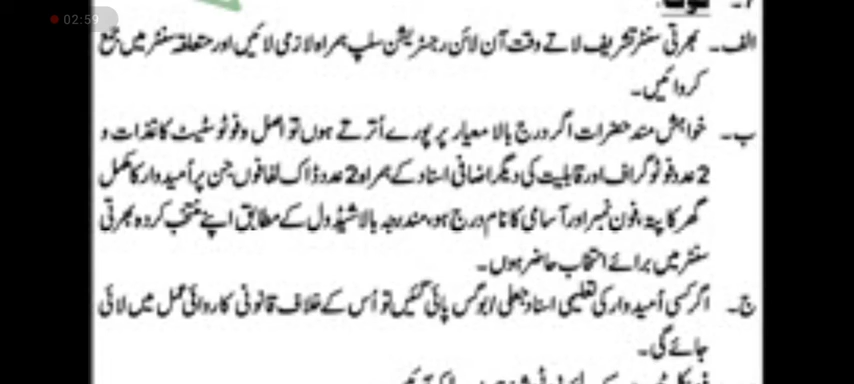 02:59
نوٹ:
الف۔ بھرتی سنٹر تشریف لاتے وقت آن لائن رجسٹریشن سلپ ہمراہ لازمی لائیں اور متعلقہ سنٹر میں جمع
کروائیں۔
ب۔ خواہش مند حضرات اگر درج بالا معیار پر پورے اُترتے ہوں تو اصل و فوٹو سٹیٹ کاغذات و
2 عدد فوٹو گراف اور قابلیت کی دیگر اضافی اسناد کے ہمراہ 2 عدد ڈاک لفافوں جن پر اُمیدوار کا مکمل
گھر کا پتہ، فون نمبر اور آسامی کا نام درج ہو، مندرجہ بالا شیڈول کے مطابق اپنے منتخب کردہ بھرتی
سنٹر میں برائے انتخاب حاضر ہوں۔
ج۔ اگر کسی اُمیدوار کی تعلیمی اسناد جعلی / بوگس پائی گئیں تو اُس کے خلاف قانونی کاروائی عمل میں لائی
جائے گی۔